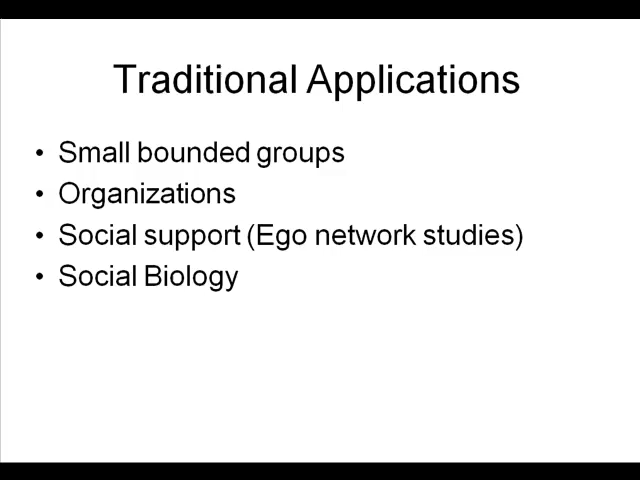 Traditional Applications
• Small bounded groups
• Organizations
• Social support (Ego network studies)
• Social Biology